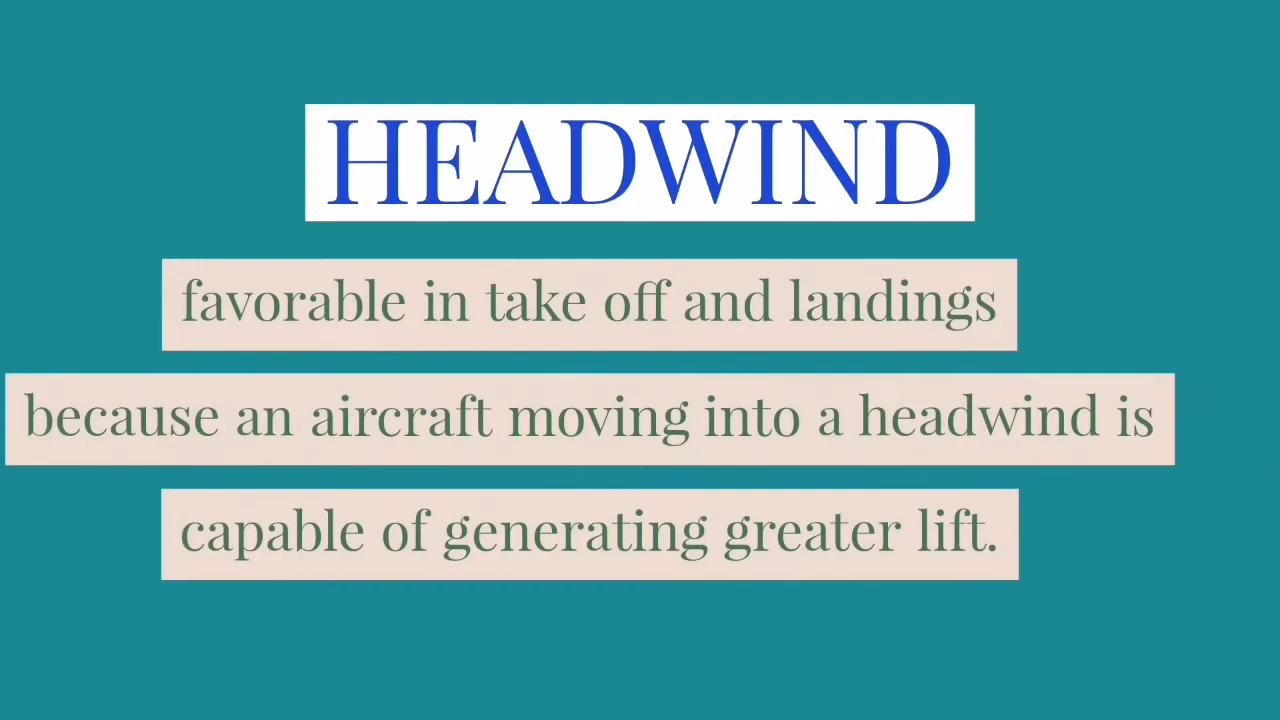 HEADWIND
favorable in take off and landings
because an aircraft moving into a headwind is
capable of generating greater lift.